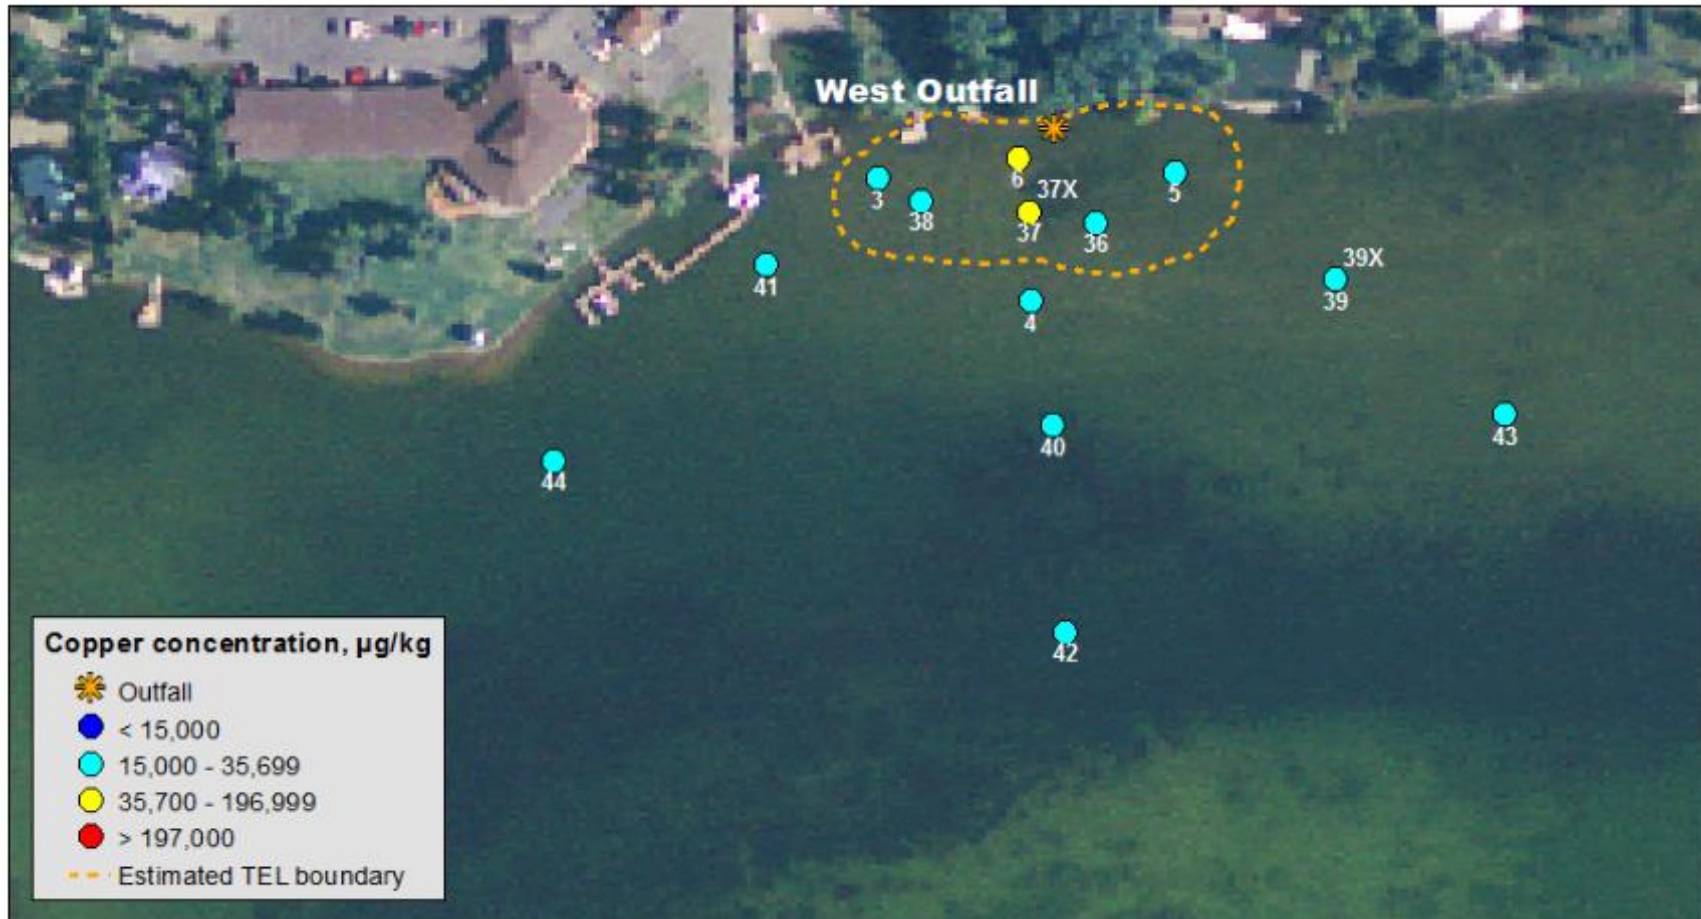 West Outfall
6
37X
5
3
38
37
36
39X
41
4
39
40
43
44
42
Copper concentration, µg/kg
Outfall
< 15,000
15,000 - 35,699
35,700 - 196,999
> 197,000
Estimated TEL boundary